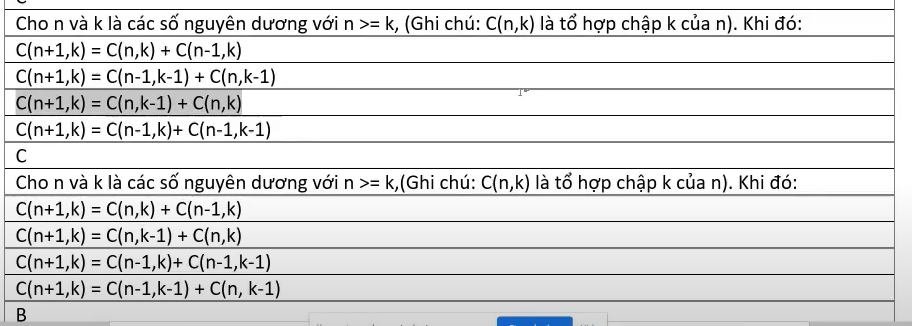 Cho n và k là các số nguyên dương với n >= k, (Ghi chú: C(n,k) là tổ hợp chập k của n). Khi đó:
C(n+1,k) = C(n,k) + C(n-1,k)
C(n+1,k) = C(n-1,k-1) + C(n,k-1)
C(n+1,k) = C(n,k-1) + C(n,k)
C(n+1,k) = C(n-1,k)+ C(n-1,k-1)
C
Cho n và k là các số nguyên dương với n >= k,(Ghi chú: C(n,k) là tổ hợp chập k của n). Khi đó:
C(n+1,k) = C(n,k) + C(n-1,k)
C(n+1,k) = C(n,k-1) + C(n,k)
C(n+1,k) = C(n-1,k)+ C(n-1,k-1)
C(n+1,k) = C(n-1,k-1) + C(n, k-1)
B